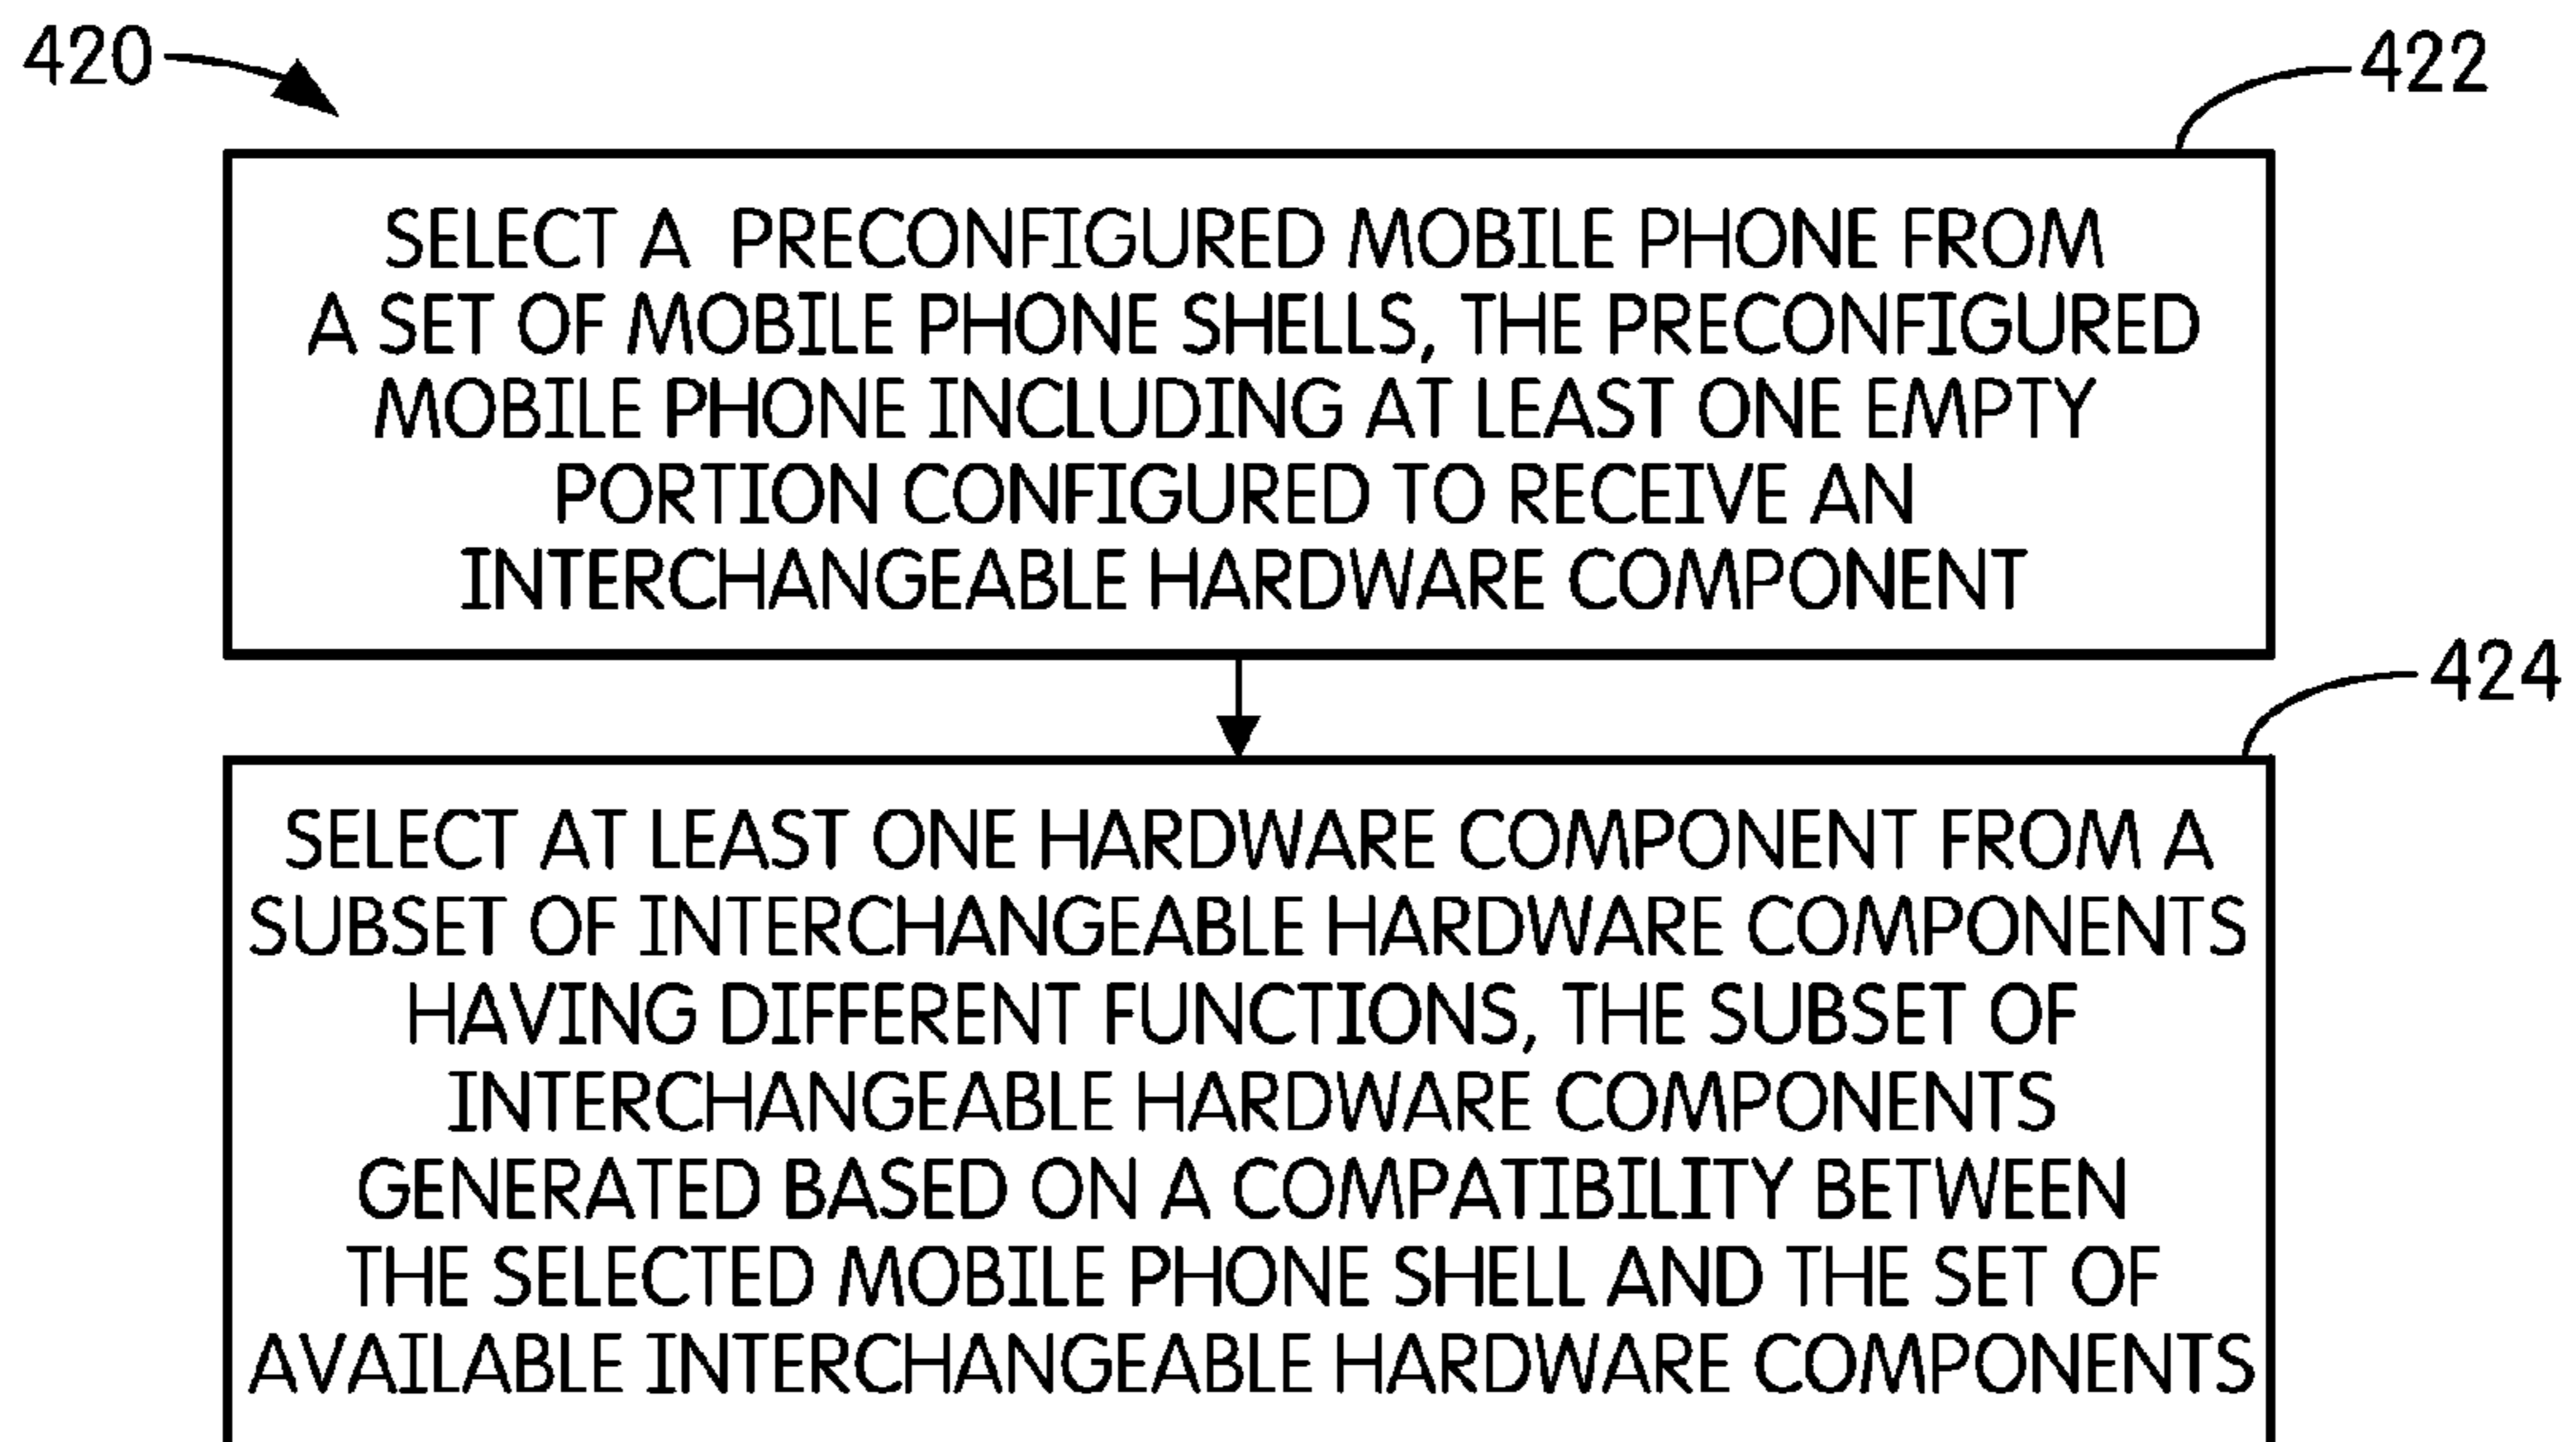 420
422
SELECT A PRECONFIGURED MOBILE PHONE FROM
A SET OF MOBILE PHONE SHELLS, THE PRECONFIGURED
MOBILE PHONE INCLUDING AT LEAST ONE EMPTY
PORTION CONFIGURED TO RECEIVE AN
INTERCHANGEABLE HARDWARE COMPONENT
424
SELECT AT LEAST ONE HARDWARE COMPONENT FROM A
SUBSET OF INTERCHANGEABLE HARDWARE COMPONENTS
HAVING DIFFERENT FUNCTIONS, THE SUBSET OF
INTERCHANGEABLE HARDWARE COMPONENTS
GENERATED BASED ON A COMPATIBILITY BETWEEN
THE SELECTED MOBILE PHONE SHELL AND THE SET OF
AVAILABLE INTERCHANGEABLE HARDWARE COMPONENTS